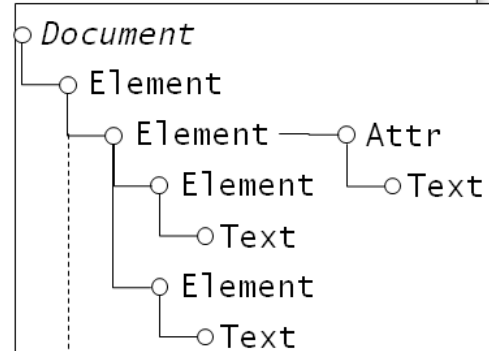 Document
Element
Element Attr
Element Text
Text
Element
Text